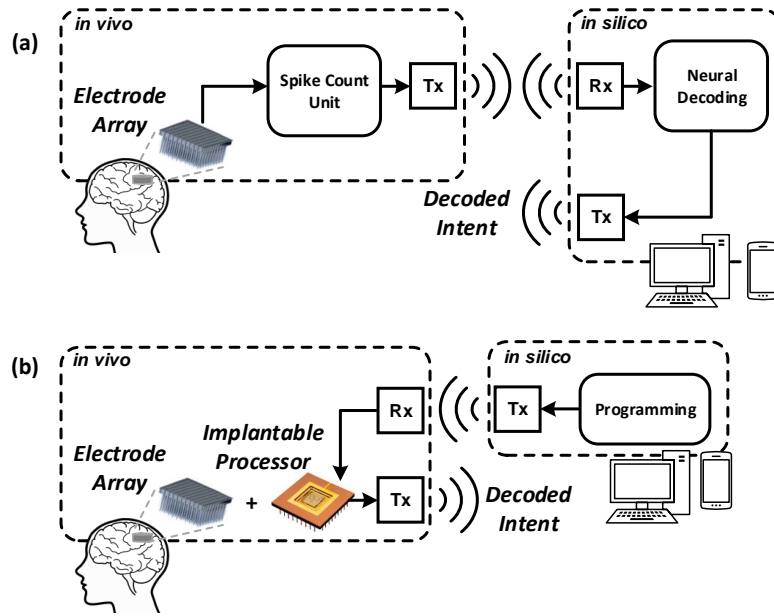 (a)
in vivo
in silico
Electrode
Array
Spike Count
Unit
Tx
Rx
Neural
Decoding
Decoded
Intent
Tx
(b)
in vivo
in silico
Electrode
Array
+
Implantable
Processor
Rx
Tx
Tx
Programming
Decoded
Intent